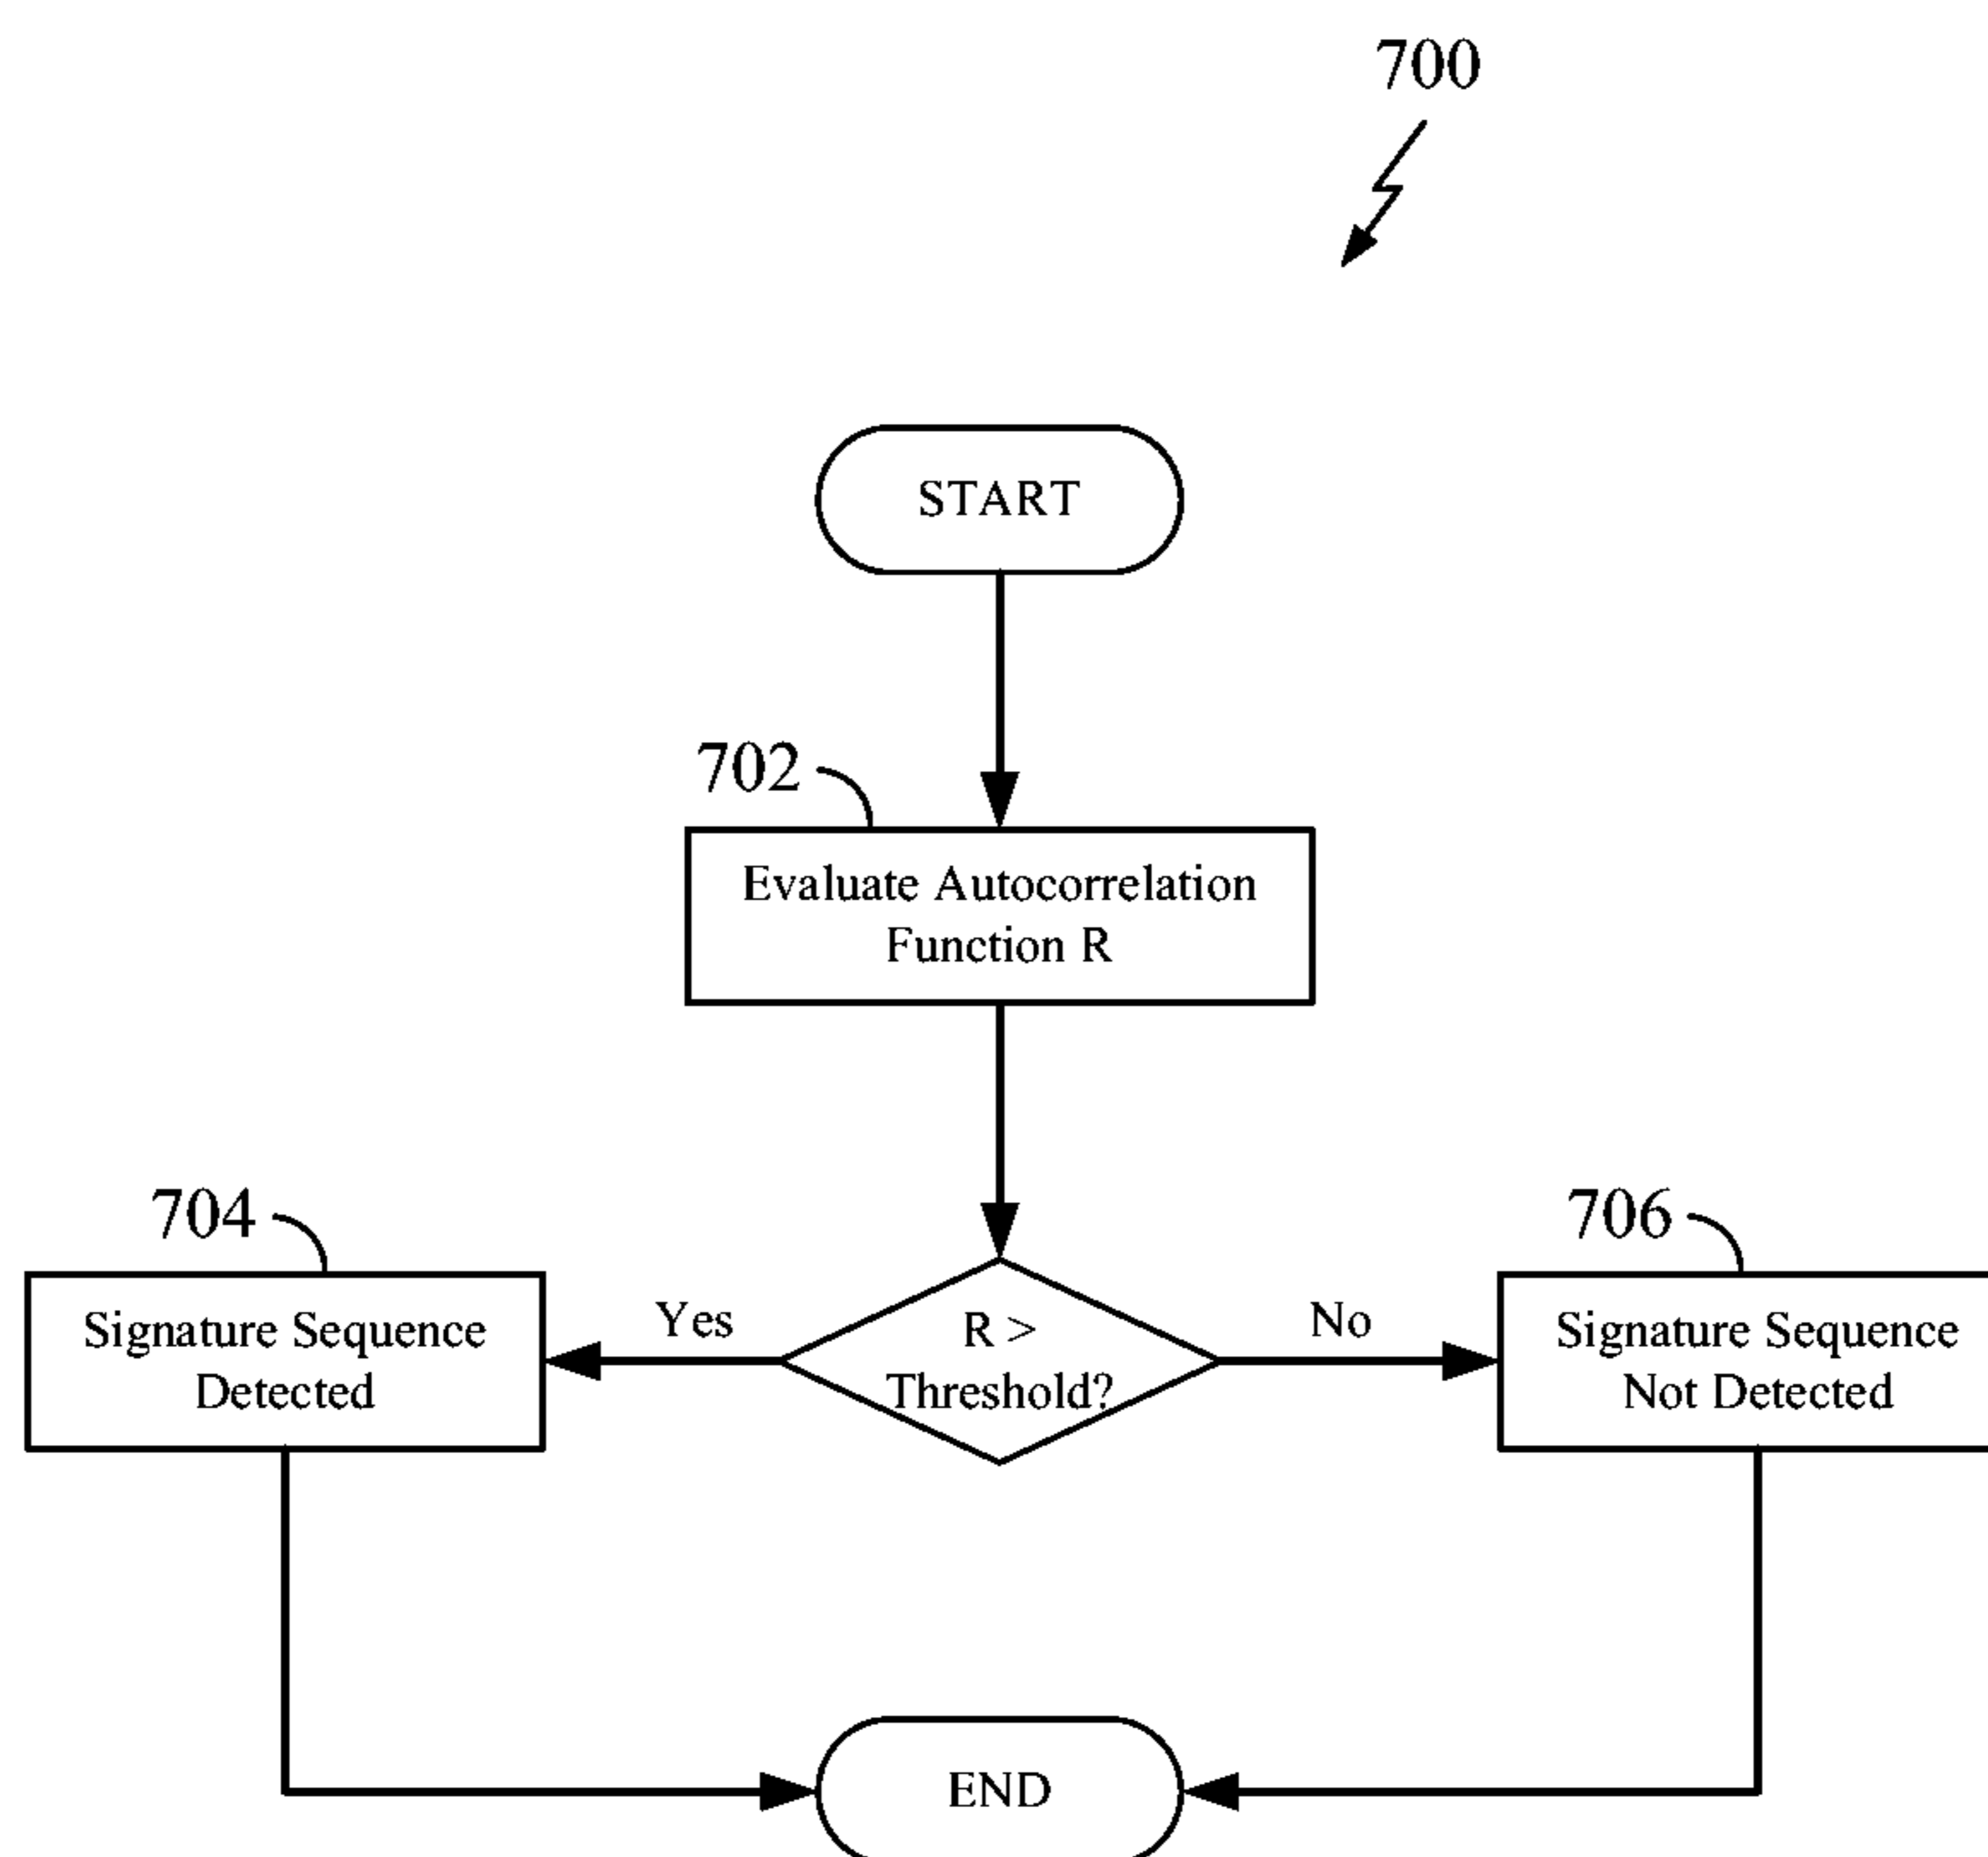 700
START
702
Evaluate Autocorrelation
Function R
704
706
Signature Sequence
Detected
Yes
R >
Threshold?
No
Signature Sequence
Not Detected
END